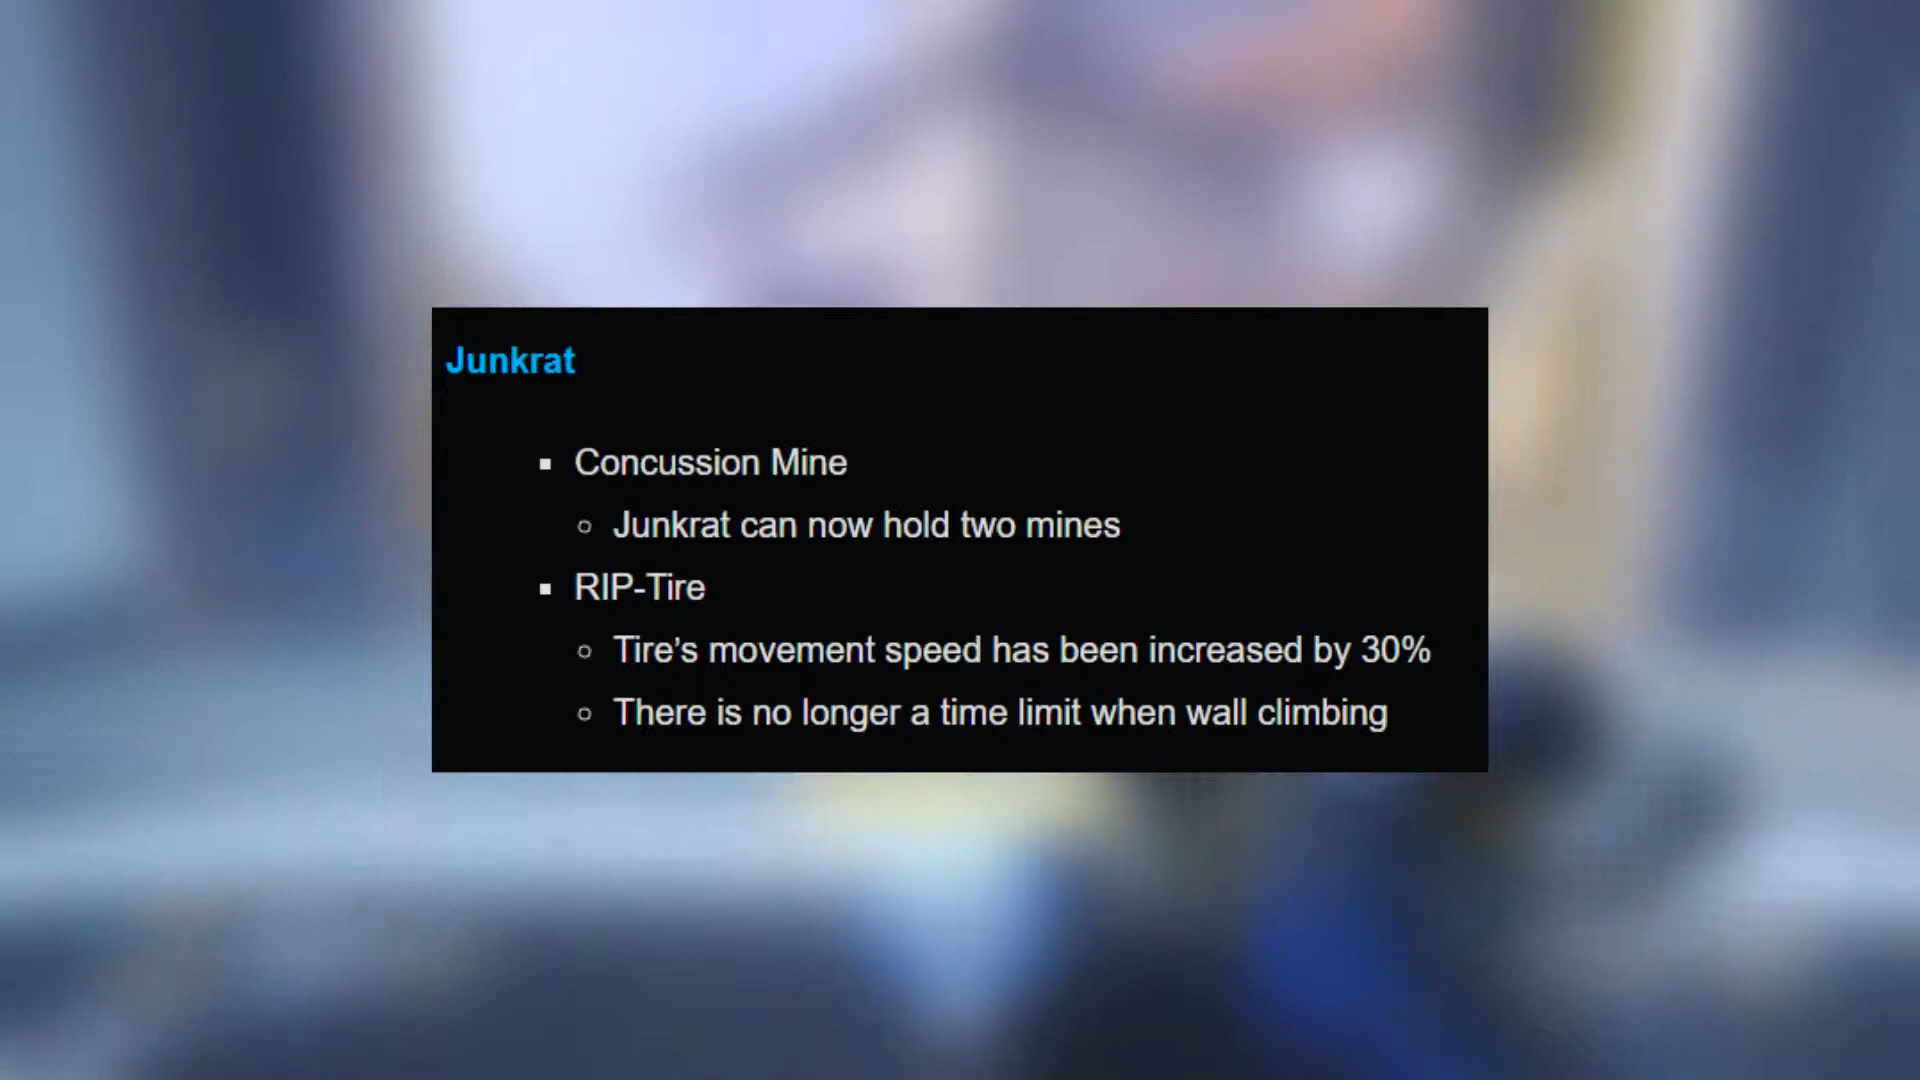 Junkrat
Concussion Mine
Junkrat can now hold two mines
RIP-Tire
Tire’s movement speed has been increased by 30%
There is no longer a time limit when wall climbing